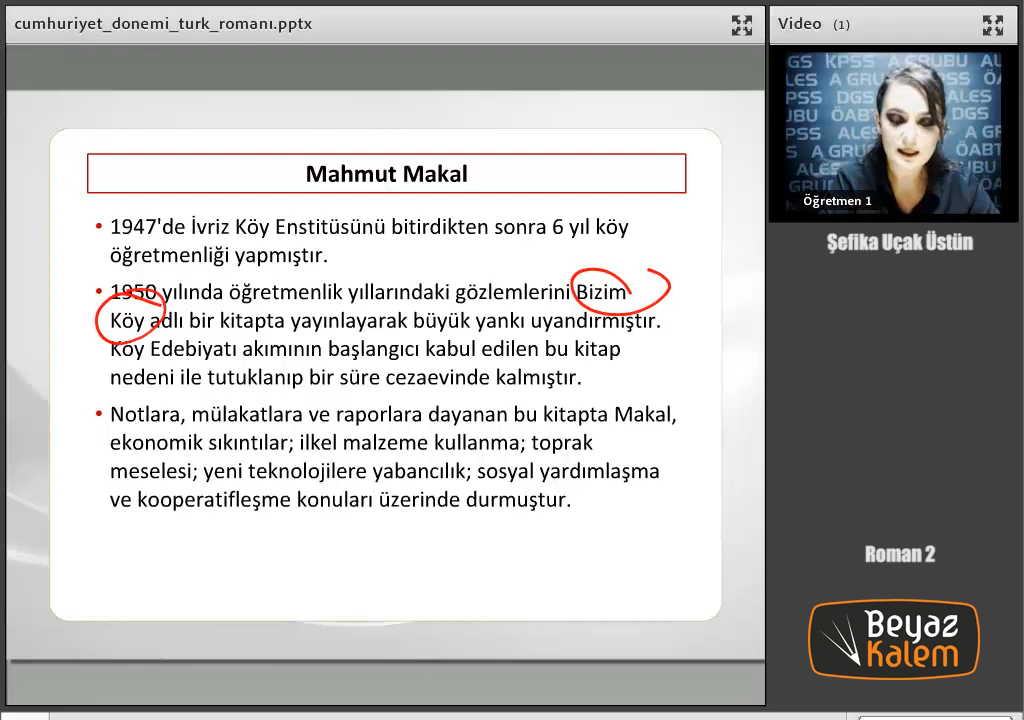 cumhuriyet_donemi_turk_romanı.pptx
Video (1)
Mahmut Makal
• 1947'de İvriz Köy Enstitüsünü bitirdikten sonra 6 yıl köy
öğretmenliği yapmıştır.
• 1950 yılında öğretmenlik yıllarındaki gözlemlerini Bizim
Köy adlı bir kitapta yayınlayarak büyük yankı uyandırmıştır.
Köy Edebiyatı akımının başlangıcı kabul edilen bu kitap
nedeni ile tutuklanıp bir süre cezaevinde kalmıştır.
• Notlara, mülakatlara ve raporlara dayanan bu kitapta Makal,
ekonomik sıkıntılar; ilkel malzeme kullanma; toprak
meselesi; yeni teknolojilere yabancılık; sosyal yardımlaşma
ve kooperatifleşme konuları üzerinde durmuştur.
Öğretmen 1
Şefika Uçak Üstün
Roman 2
Beyaz
Kalem